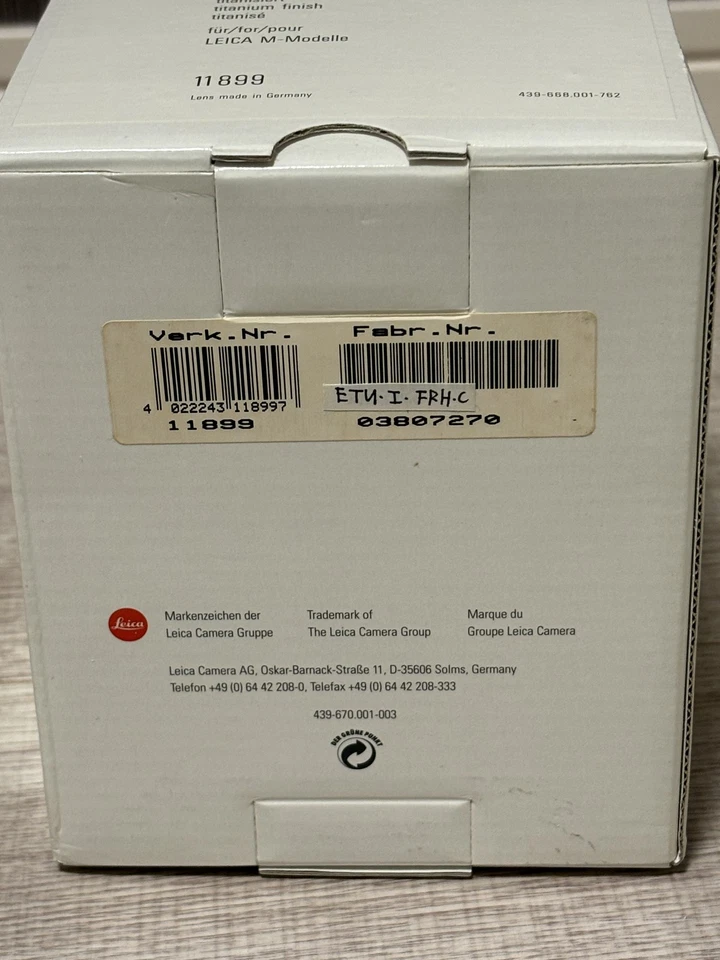 titanium finish
titanisé
für/for/pour
LEICA M-Modelle
11 899
Lens made in Germany
439-668.001-762
Verk.Nr. Fabr.Nr.
4 022243 118997
ETU·I·FRH·C
11899 03807270
Leica
Markenzeichen der
Leica Camera Gruppe
Trademark of
The Leica Camera Group
Marque du
Groupe Leica Camera
Leica Camera AG, Oskar-Barnack-Straße 11, D-35606 Solms, Germany
Telefon +49 (0) 64 42 208-0, Telefax +49 (0) 64 42 208-333
439-670.001-003
DER GRÜNE PUNKT